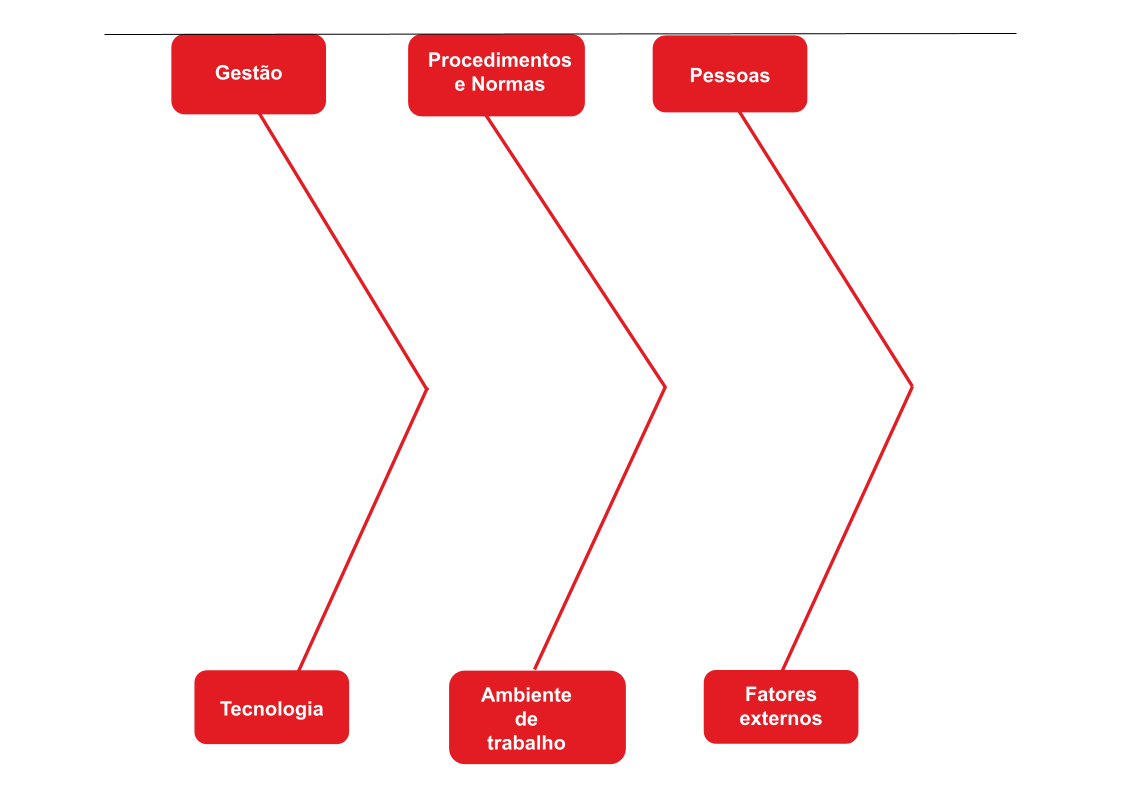 Gestão
Procedimentos
e Normas
Pessoas
Tecnologia
Ambiente
de
trabalho
Fatores
externos